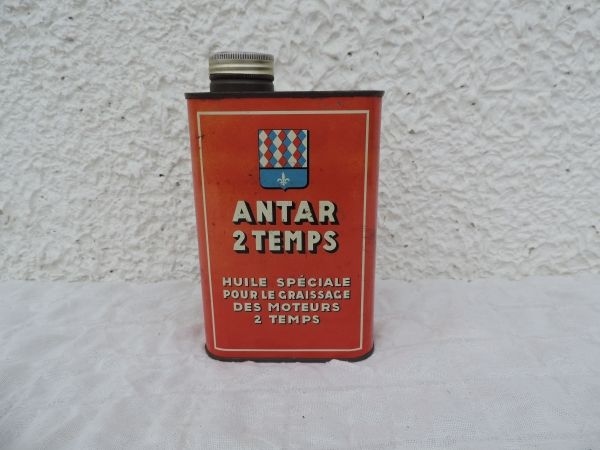 ANTAR
2 TEMPS
HUILE SPÉCIALE
POUR LE GRAISSAGE
DES MOTEURS
2 TEMPS